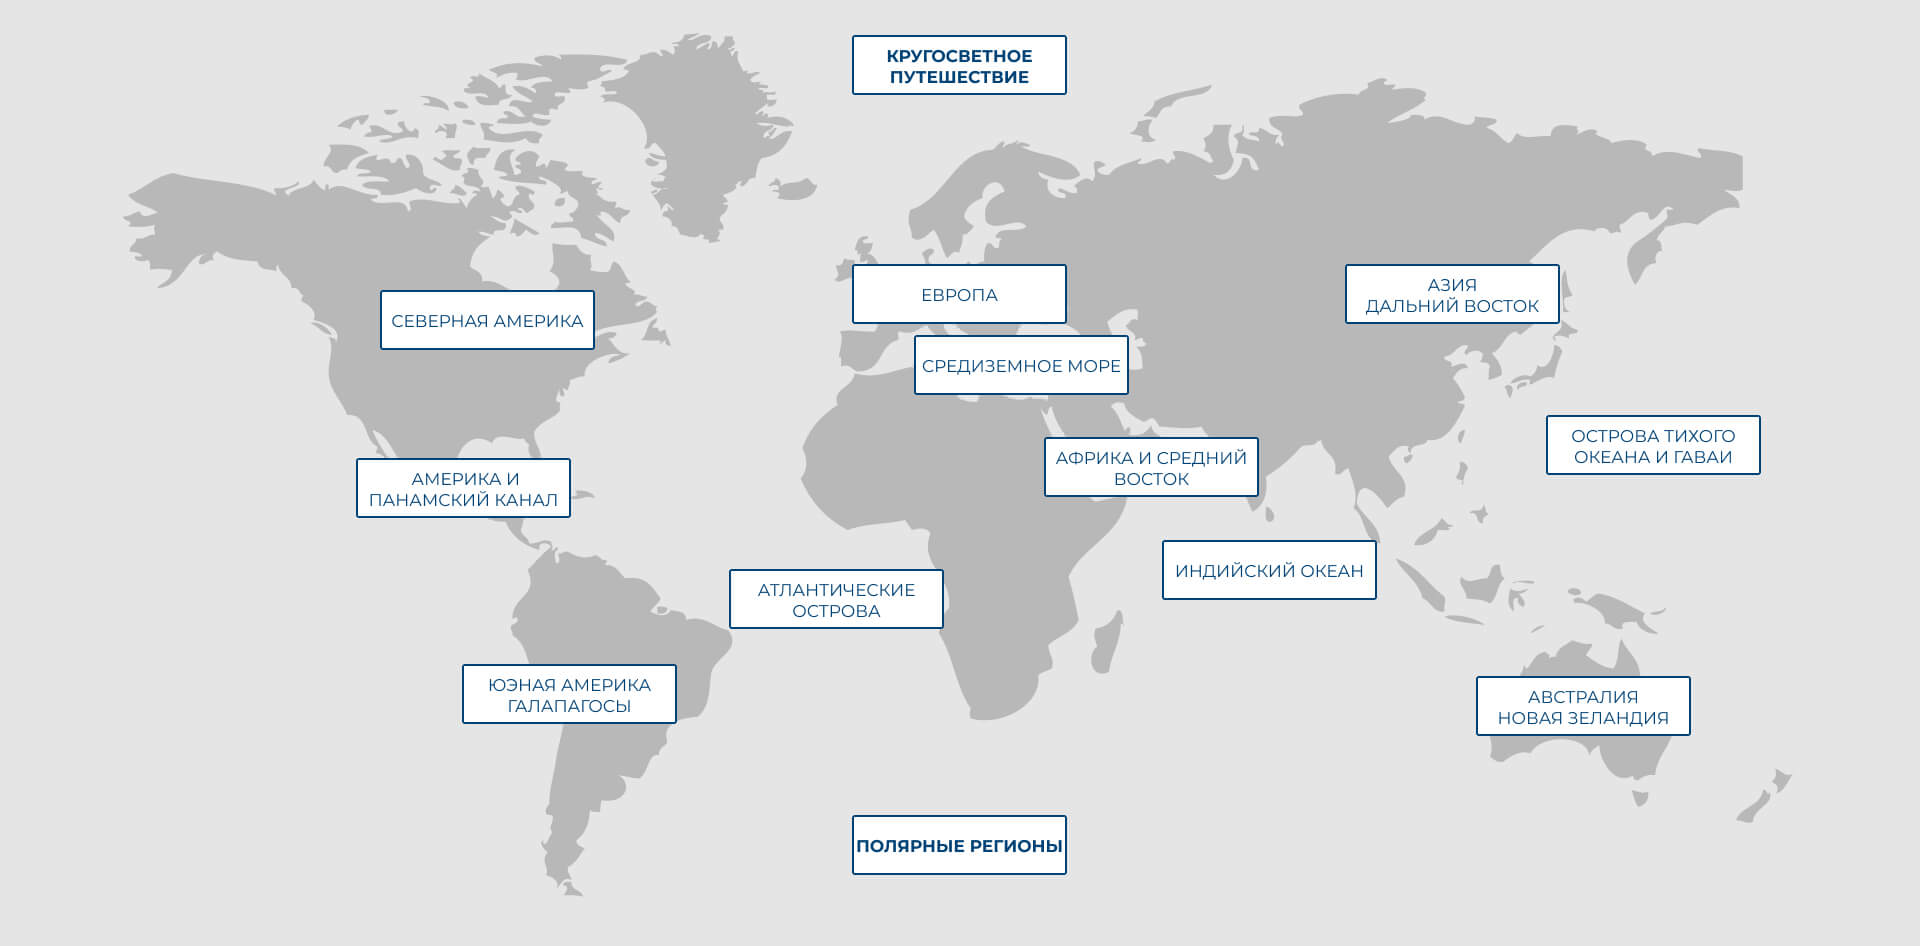 КРУГОСВЕТНОЕ
ПУТЕШЕСТВИЕ
ЕВРОПА
АЗИЯ
ДАЛЬНИЙ ВОСТОК
СЕВЕРНАЯ АМЕРИКА
СРЕДИЗЕМНОЕ МОРЕ
ОСТРОВА ТИХОГО
ОКЕАНА И ГАВАИ
АФРИКА И СРЕДНИЙ
ВОСТОК
АМЕРИКА И
ПАНАМСКИЙ КАНАЛ
ИНДИЙСКИЙ ОКЕАН
АТЛАНТИЧЕСКИЕ
ОСТРОВА
ЮЭНАЯ АМЕРИКА
ГАЛАПАГОСЫ
АВСТРАЛИЯ
НОВАЯ ЗЕЛАНДИЯ
ПОЛЯРНЫЕ РЕГИОНЫ